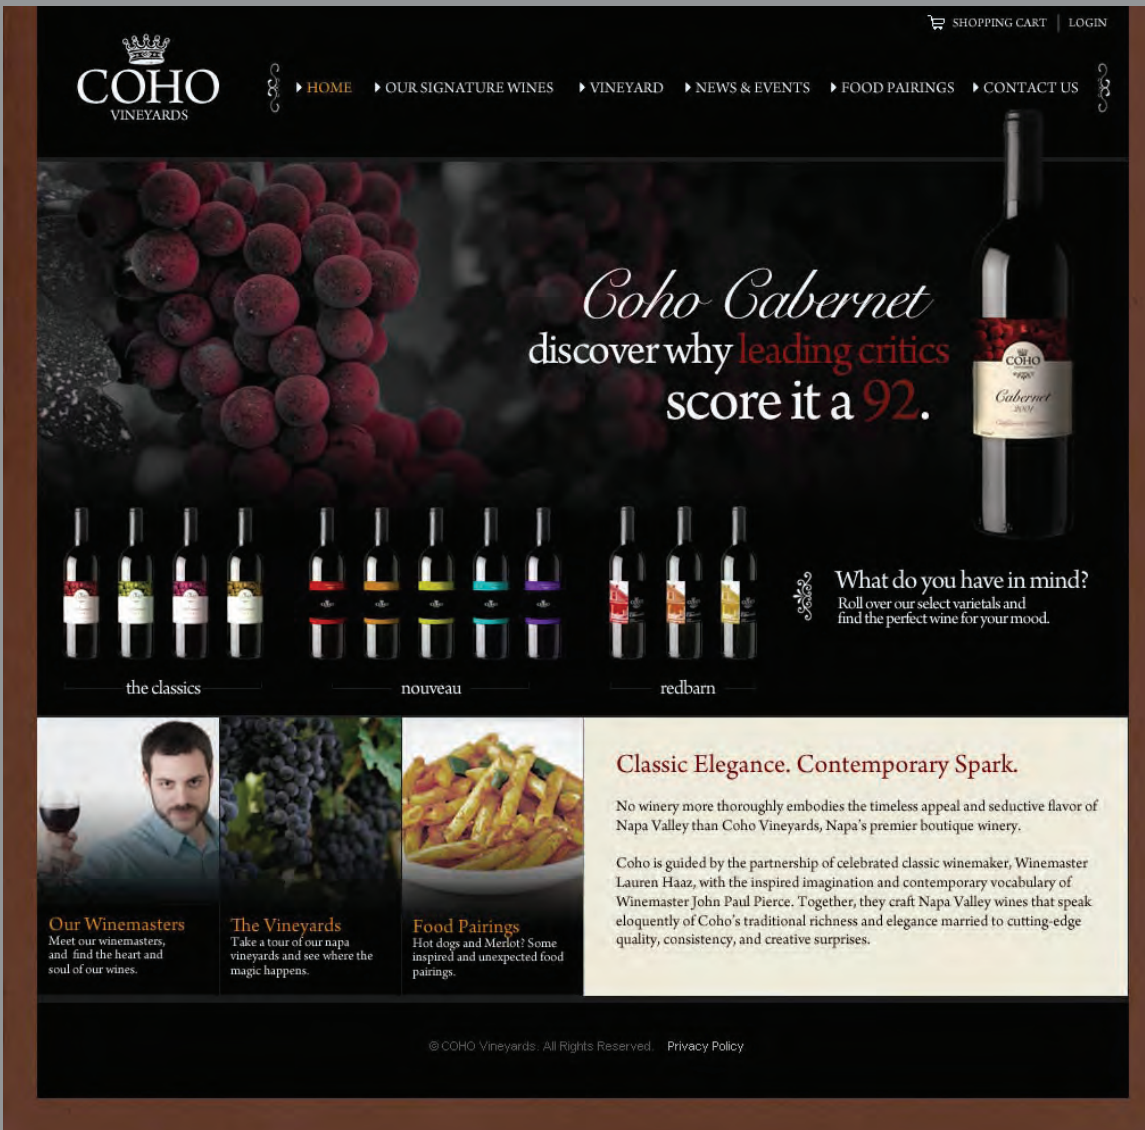 SHOPPING CART | LOGIN
COHO
VINEYARDS
HOME
OUR SIGNATURE WINES
VINEYARD
NEWS & EVENTS
FOOD PAIRINGS
CONTACT US
Coho Cabernet
discover why leading critics
score it a 92.
COHO
Cabernet
2001
What do you have in mind?
Roll over our select varietals and
find the perfect wine for your mood.
the classics
nouveau
redbarn
Our Winemasters
Meet our winemasters,
and find the heart and
soul of our wines.
The Vineyards
Take a tour of our napa
vineyards and see where the
magic happens.
Food Pairings
Hot dogs and Merlot? Some
inspired and unexpected food
pairings.
Classic Elegance. Contemporary Spark.
No winery more thoroughly embodies the timeless appeal and seductive flavor of
Napa Valley than Coho Vineyards, Napa's premier boutique winery.
Coho is guided by the partnership of celebrated classic winemaker, Winemaster
Lauren Haaz, with the inspired imagination and contemporary vocabulary of
Winemaster John Paul Pierce. Together, they craft Napa Valley wines that speak
eloquently of Coho's traditional richness and elegance married to cutting-edge
quality, consistency, and creative surprises.
© COHO Vineyards. All Rights Reserved. Privacy Policy